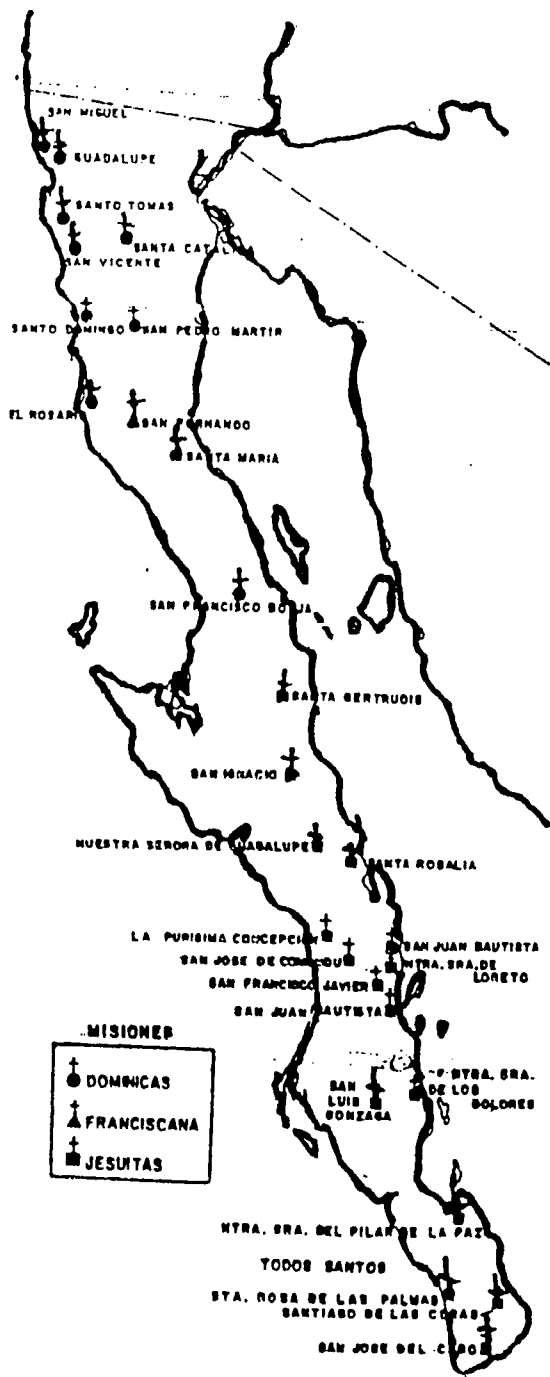 SAN MIGUEL
GUADALUPE
SANTO TOMAS
SANTA CATALI
SAN VICENTE
SANTO DOMINGO
SAN PEDRO MARTIR
EL ROSARI
SAN FERNANDO
SANTA MARIA
SAN FRANCISCO BORJA
SANTA GERTRUDIS
SAN IGNACIO
NUESTRA SEÑORA DE GUADALUPE
SANTA ROSALIA
LA PURISIMA CONCEPCION
SAN JUAN BAUTISTA
SAN JOSE DE COMONDU
NTRA. SRA. DE
LORETO
SAN FRANCISCO JAVIER
SAN JUAN BAUTISTA
MISIONES
DOMINICAS
FRANCISCANA
JESUITAS
SAN
LUIS
GONZAGA
NTRA. SRA.
DE LOS
DOLORES
NTRA. SRA. DEL PILAR DE LA PAZ
TODOS SANTOS
STA. ROSA DE LAS PALMAS
SANTIAGO DE LAS CORAS
SAN JOSE DEL CABO